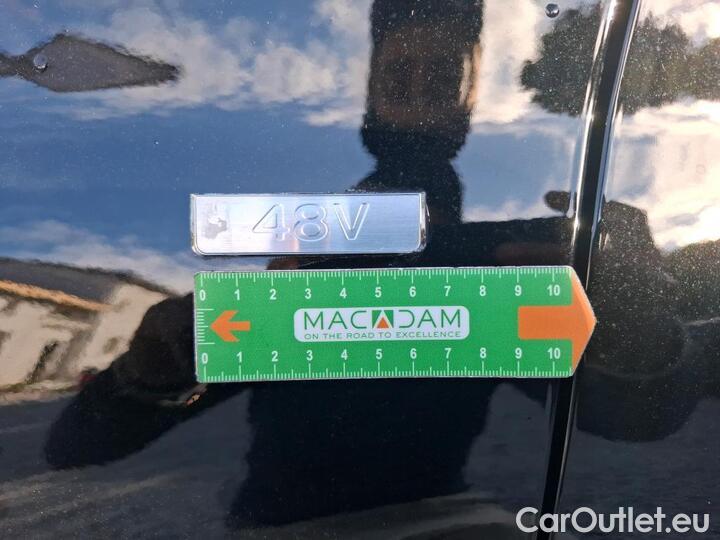 48V
0 1 2 3 4 5 6 7 8 9 10
MACADAM
ON THE ROAD TO EXCELLENCE
0 1 2 3 4 5 6 7 8 9 10
CarOutlet.eu